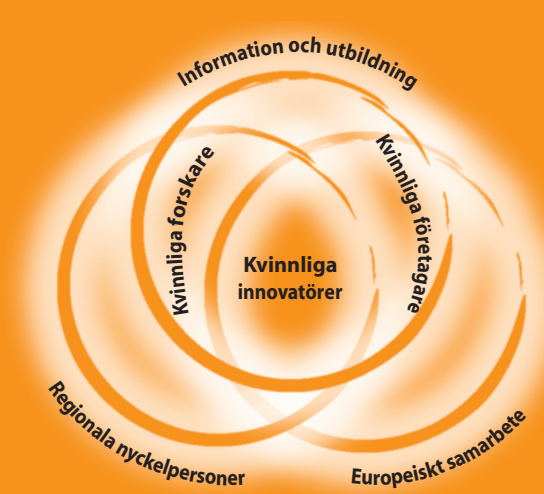 Information och utbildning
Kvinnliga forskare
Kvinnliga företagare
Kvinnliga
innovatörer
Regionala nyckelpersoner
Europeiskt samarbete